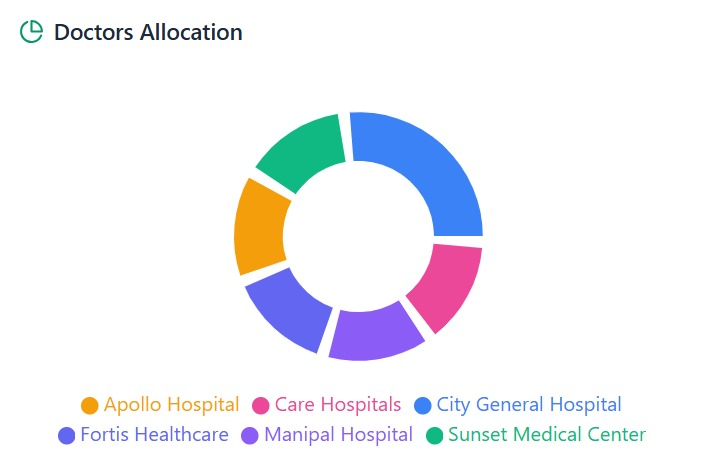 Doctors Allocation
Apollo Hospital Care Hospitals City General Hospital
Fortis Healthcare Manipal Hospital Sunset Medical Center